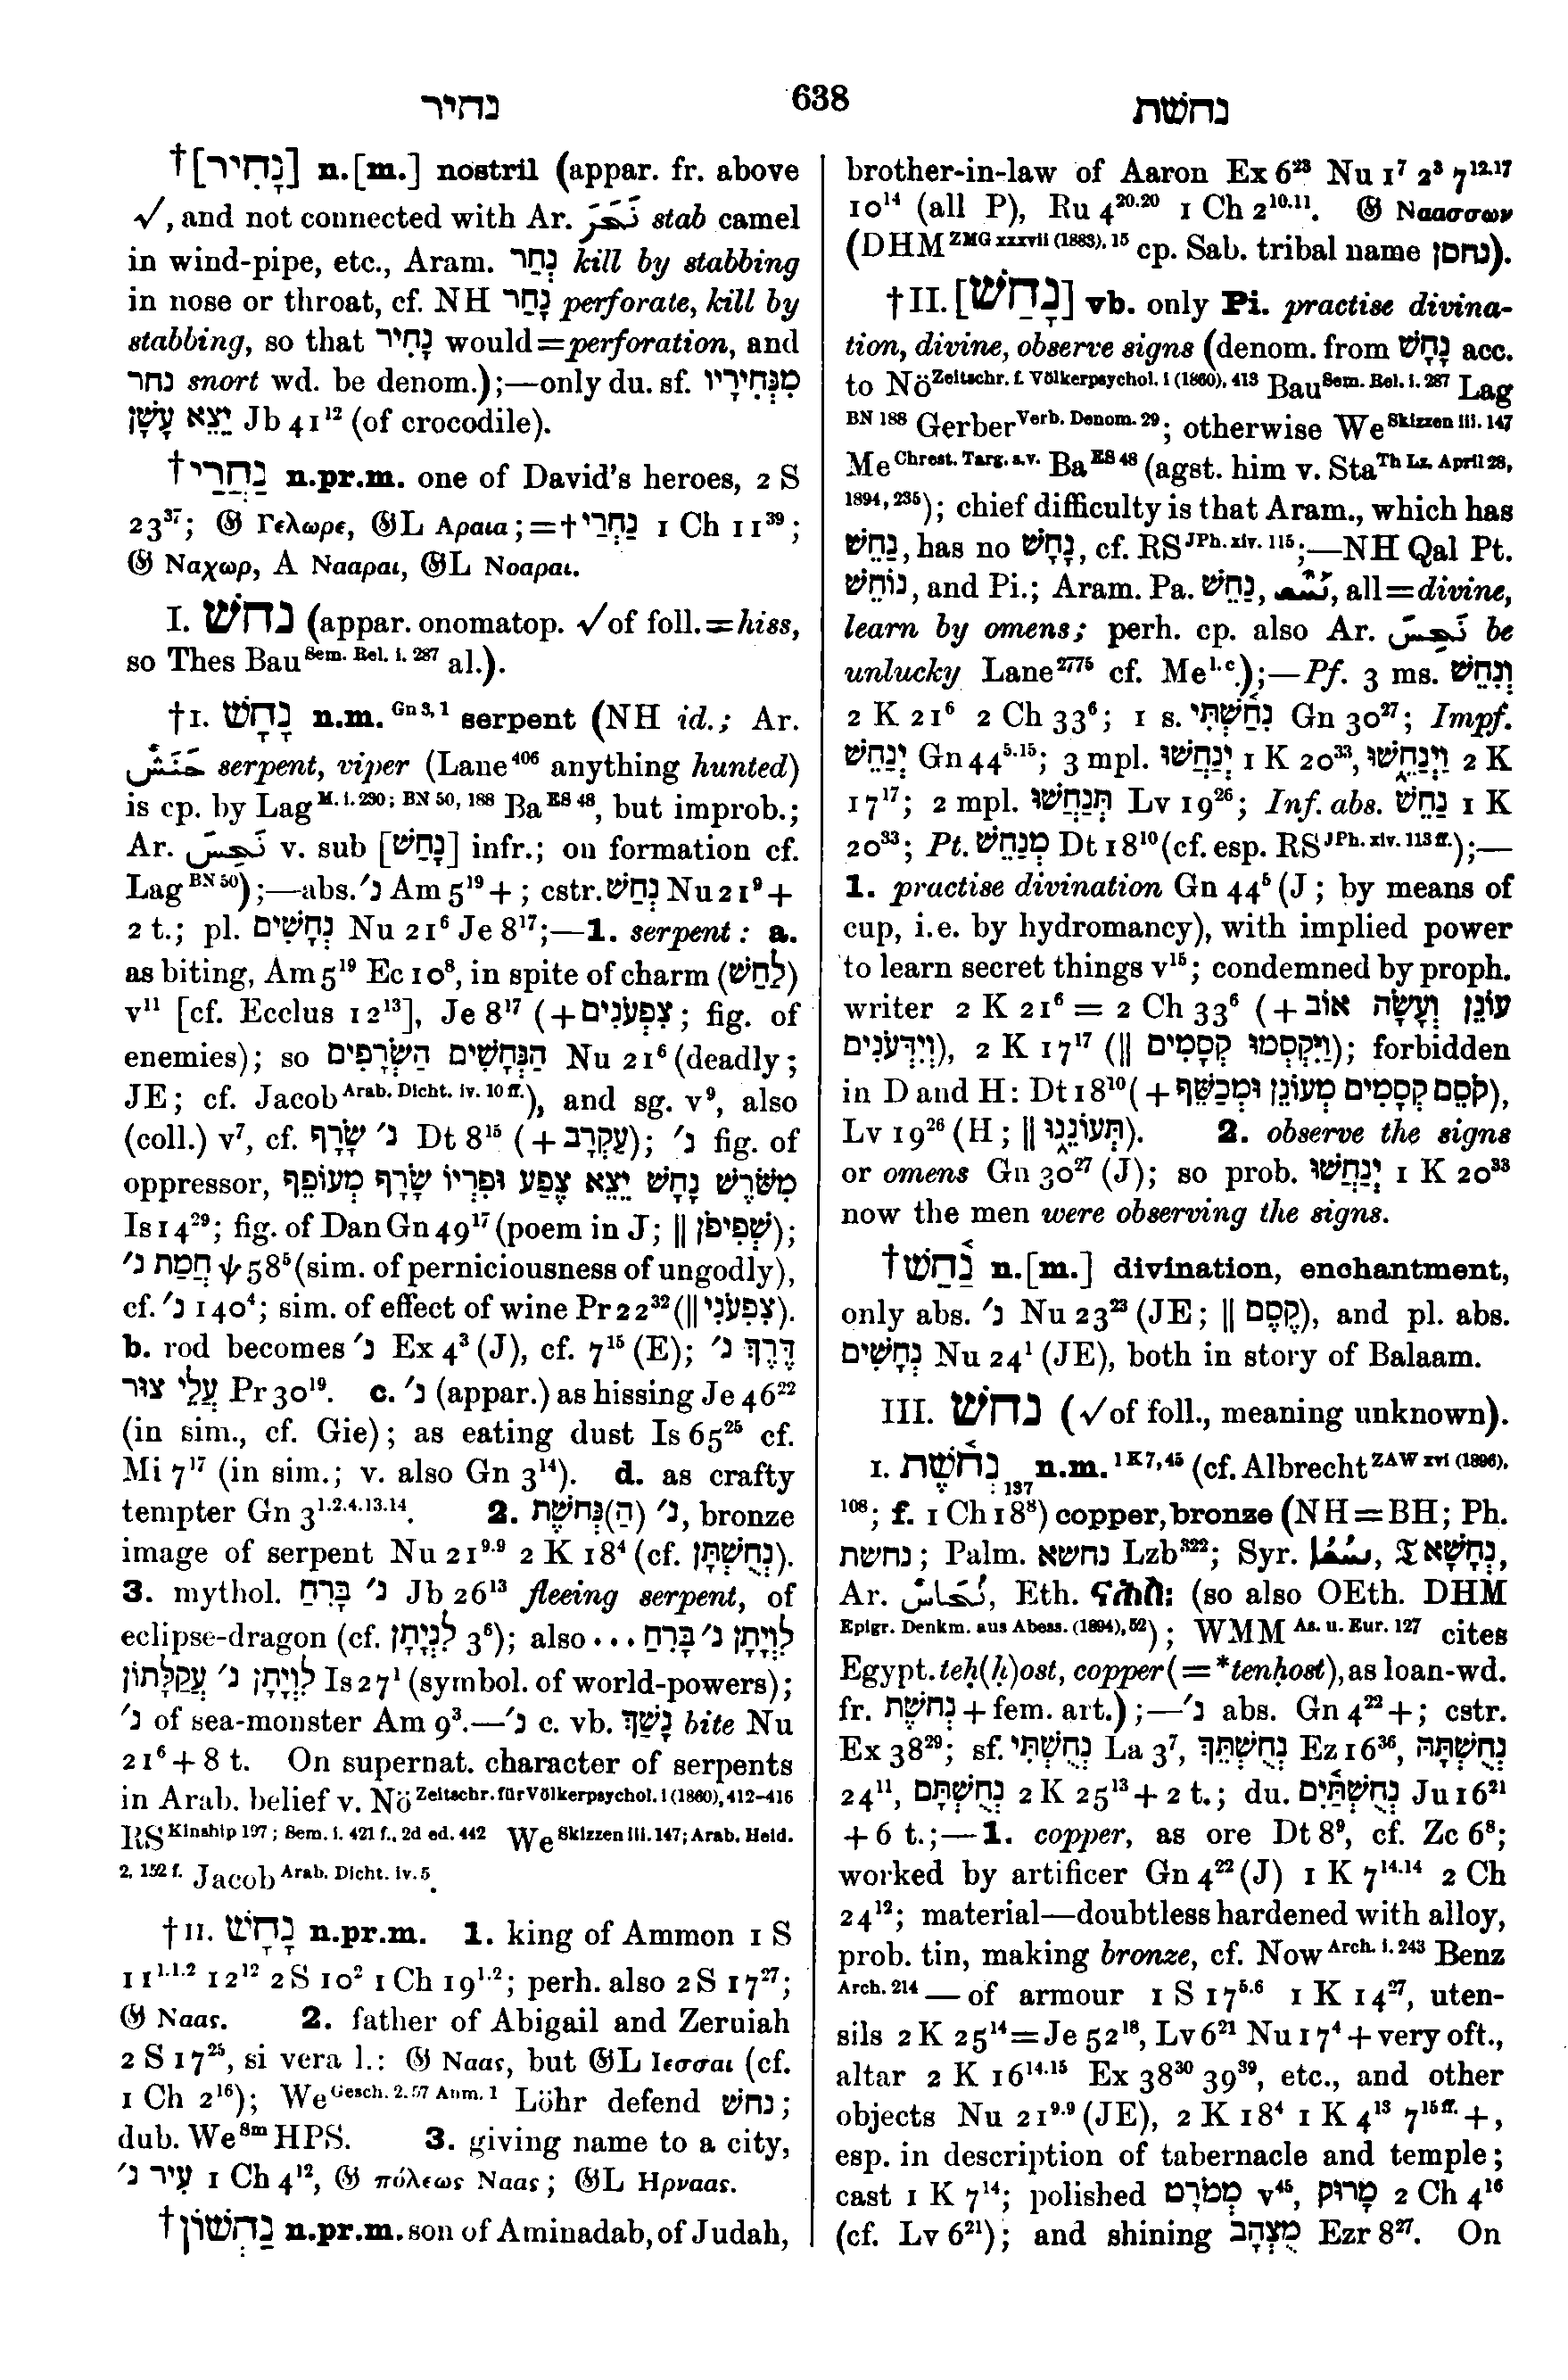 נחיר
638
נחשת
†[נָחִיר] n.[m.] nostril (appar. fr. above
√, and not connected with Ar. نَحَرَ stab camel
in wind-pipe, etc., Aram. נְחַר kill by stabbing
in nose or throat, cf. NH נָחַר perforate, kill by
stabbing, so that נָחִיר would=perforation, and
נחר snort wd. be denom.);—only du. sf. מִנְּחִירָיו
יֵצֵא עָשָׁן Jb 41¹² (of crocodile).
†נַחֲרַי n.pr.m. one of David's heroes, 2 S
23³⁷; 𝔊 Γελωρε, 𝔊L Αραια; =†נַחְרַי 1 Ch 11³⁹;
𝔊 Ναχωρ, A Νααραι, 𝔊L Νοαραι.
I. נחשׁ (appar. onomatop. √of foll.=hiss,
so Thes Bau Sem. Rel. i. 287 al.).
†I. נָחָשׁ n.m. Gn 3, 1 serpent (NH id.; Ar.
حَنَشٌ serpent, viper (Lane⁴⁰⁶ anything hunted)
is cp. by Lag M. i. 230; BN 50, 188 Ba ES 48, but improb.;
Ar. نَحِسَ v. sub [נָחַשׁ] infr.; on formation cf.
Lag BN 50);—abs. נ׳ Am 5¹⁹+; cstr. נְחַשׁ Nu 21⁹+
2 t.; pl. נְחָשִׁים Nu 21⁶ Je 8¹⁷;—1. serpent: a.
as biting, Am 5¹⁹ Ec 10⁸, in spite of charm (לַחַשׁ)
v¹¹ [cf. Ecclus 12¹³], Je 8¹⁷ (+צִפְעֹנִים; fig. of
enemies); so הַנְּחָשִׁים הַשְּׂרָפִים Nu 21⁶ (deadly;
JE; cf. Jacob Arab. Dicht. iv. 10 ff.), and sg. v⁹, also
(coll.) v⁷, cf. נ׳ שָׂרָף Dt 8¹⁵ (+עַקְרָב); נ׳ fig. of
oppressor, מִשֹּׁרֶשׁ נָחָשׁ יֵצֵא צֶפַע וּפִרְיוֹ שָׂרָף מְעוֹפֵף
Is 14²⁹; fig. of Dan Gn 49¹⁷ (poem in J; || שְׁפִיפֹן);
חֲמַת נ׳ ψ 58⁵ (sim. of perniciousness of ungodly),
cf. נ׳ 140⁴; sim. of effect of wine Pr 22³² (|| צִפְעֹנִי).
b. rod becomes נ׳ Ex 4³ (J), cf. 7¹⁵ (E); דֶּרֶךְ נ׳
עֲלֵי צוּר Pr 30¹⁹. c. נ׳ (appar.) as hissing Je 46²²
(in sim., cf. Gie); as eating dust Is 65²⁵ cf.
Mi 7¹⁷ (in sim.; v. also Gn 3¹⁴). d. as crafty
tempter Gn 3¹·²·⁴·¹³·¹⁴. 2. נ׳ (הַ)נְּחֹשֶׁת, bronze
image of serpent Nu 21⁹·⁹ 2 K 18⁴ (cf. נְחֻשְׁתָּן).
3. mythol. נ׳ בָּרִחַ Jb 26¹³ fleeing serpent, of
eclipse-dragon (cf. לִוְיָתָן 3⁶); also ... לִוְיָתָן נ׳ בָּרִחַ
לִוְיָתָן נ׳ עֲקַלָּתוֹן Is 27¹ (symbol. of world-powers);
נ׳ of sea-monster Am 9³.—נ׳ c. vb. נָשַׁךְ bite Nu
21⁶+8 t. On supernat. character of serpents
in Arab. belief v. Nö Zeitschr. für Völkerpsychol. i (1860), 412–416
RS Kinship 197; Sem. i. 421 f., 2d ed. 442 We Skizzen iii. 147; Arab. Heid.
2, 152 f. Jacob Arab. Dicht. iv. 5.
†II. נָחָשׁ n.pr.m. 1. king of Ammon 1 S
11¹·¹·² 12¹² 2 S 10² 1 Ch 19¹·²; perh. also 2 S 17²⁷;
𝔊 Ναας. 2. father of Abigail and Zeruiah
2 S 17²⁵, si vera l.: 𝔊 Ναας, but 𝔊L Ιεσσαι (cf.
1 Ch 2¹⁶); We Gesch. 2. 57 Anm. 1 Löhr defend נחשׁ;
dub. We Sm HPS. 3. giving name to a city,
עִיר נ׳ 1 Ch 4¹², 𝔊 πόλεως Ναας; 𝔊L Ηρναας.
†נַחְשׁוֹן n.pr.m. son of Aminadab, of Judah,
brother-in-law of Aaron Ex 6²³ Nu 1⁷ 2³ 7¹²·¹⁷
10¹⁴ (all P), Ru 4²⁰·²⁰ 1 Ch 2¹⁰·¹¹. 𝔊 Ναασσων
(DHM ZMG xxxvii (1883), 15 cp. Sab. tribal name נחסן).
†II. [נָחַשׁ] vb. only Pi. practise divina-
tion, divine, observe signs (denom. from נָחָשׁ acc.
to Nö Zeitschr. f. Völkerpsychol. i (1860), 413 Bau Sem. Rel. i. 287 Lag
BN 188 Gerber Verb. Denom. 29; otherwise We Skizzen iii. 147
Me Chrest. Targ. s.v. Ba ES 48 (agst. him v. Sta Th Lz. April 28,
1894, 235); chief difficulty is that Aram., which has
נַחֵשׁ, has no נָחָשׁ, cf. RS JPh. xiv. 115;—NH Qal Pt.
נוֹחֵשׁ, and Pi.; Aram. Pa. נַחֵשׁ, ܢܰܚܶܫ, all=divine,
learn by omens; perh. cp. also Ar. نَحِسَ be
unlucky Lane²⁷⁷⁵ cf. Me l.c.);—Pf. 3 ms. וְנִחֵשׁ
2 K 21⁶ 2 Ch 33⁶; 1 s. נִחַשְׁתִּי Gn 30²⁷; Impf.
יְנַחֵשׁ Gn 44⁵·¹⁵; 3 mpl. יְנַחֲשׁוּ 1 K 20³³, וַיְנַחֵשׁוּ 2 K
17¹⁷; 2 mpl. תְּנַחֲשׁוּ Lv 19²⁶; Inf. abs. נַחֵשׁ 1 K
20³³; Pt. מְנַחֵשׁ Dt 18¹⁰ (cf. esp. RS JPh. xiv. 113 ff.);—
1. practise divination Gn 44⁵ (J; by means of
cup, i.e. by hydromancy), with implied power
to learn secret things v¹⁵; condemned by proph.
writer 2 K 21⁶ = 2 Ch 33⁶ (+עוֹנֵן וְעָשָׂה אוֹב
וְיִדְּעֹנִים), 2 K 17¹⁷ (|| וַיִּקְסְמוּ קְסָמִים); forbidden
in D and H: Dt 18¹⁰ (+קֹסֵם קְסָמִים מְעוֹנֵן וּמְכַשֵּׁף),
Lv 19²⁶ (H; || תְּעוֹנֵנוּ). 2. observe the signs
or omens Gn 30²⁷ (J); so prob. יְנַחֲשׁוּ 1 K 20³³
now the men were observing the signs.
†נַחַשׁ n.[m.] divination, enchantment,
only abs. נ׳ Nu 23²³ (JE; || קֶסֶם), and pl. abs.
נְחָשִׁים Nu 24¹ (JE), both in story of Balaam.
III. נחשׁ (√of foll., meaning unknown).
I. נְחֹשֶׁת 137 n.m. 1 K 7, 45 (cf. Albrecht ZAW xvi (1896),
108; f. 1 Ch 18⁸) copper, bronze (NH=BH; Ph.
נחשת; Palm. נחשא Lzb³²²; Syr. ܢܚܳܫܳܐ, 𝔗 נְחָשָׁא,
Ar. نُحَاسٌ, Eth. ናሕስ: (so also OEth. DHM
Epigr. Denkm. aus Abess. (1894), 52); WMM As. u. Eur. 127 cites
Egypt. teḥ(ḥ)ost, copper (=*tenḥost), as loan-wd.
fr. נְחֹשֶׁת+fem. art.);—נ׳ abs. Gn 4²²+; cstr.
Ex 38²⁹; sf. נְחֻשְׁתִּי La 3⁷, נְחֻשְׁתֵּךְ Ez 16³⁶, נְחֻשְׁתָּהּ
24¹¹, נְחֻשְׁתָּם 2 K 25¹³+2 t.; du. נְחֻשְׁתַּיִם Ju 16²¹
+6 t.;—1. copper, as ore Dt 8⁹, cf. Zc 6⁸;
worked by artificer Gn 4²² (J) 1 K 7¹⁴·¹⁴ 2 Ch
24¹²; material—doubtless hardened with alloy,
prob. tin, making bronze, cf. Now Arch. i. 243 Benz
Arch. 214—of armour 1 S 17⁵·⁶ 1 K 14²⁷, uten-
sils 2 K 25¹⁴=Je 52¹⁸, Lv 6²¹ Nu 17⁴+very oft.,
altar 2 K 16¹⁴·¹⁵ Ex 38³⁰ 39³⁹, etc., and other
objects Nu 21⁹·⁹ (JE), 2 K 18⁴ 1 K 4¹³ 7¹⁵ ff.+,
esp. in description of tabernacle and temple;
cast 1 K 7¹⁴; polished מְמֹרָט v⁴⁵, מָרוּק 2 Ch 4¹⁶
(cf. Lv 6²¹); and shining מֻצְהָב Ezr 8²⁷. On